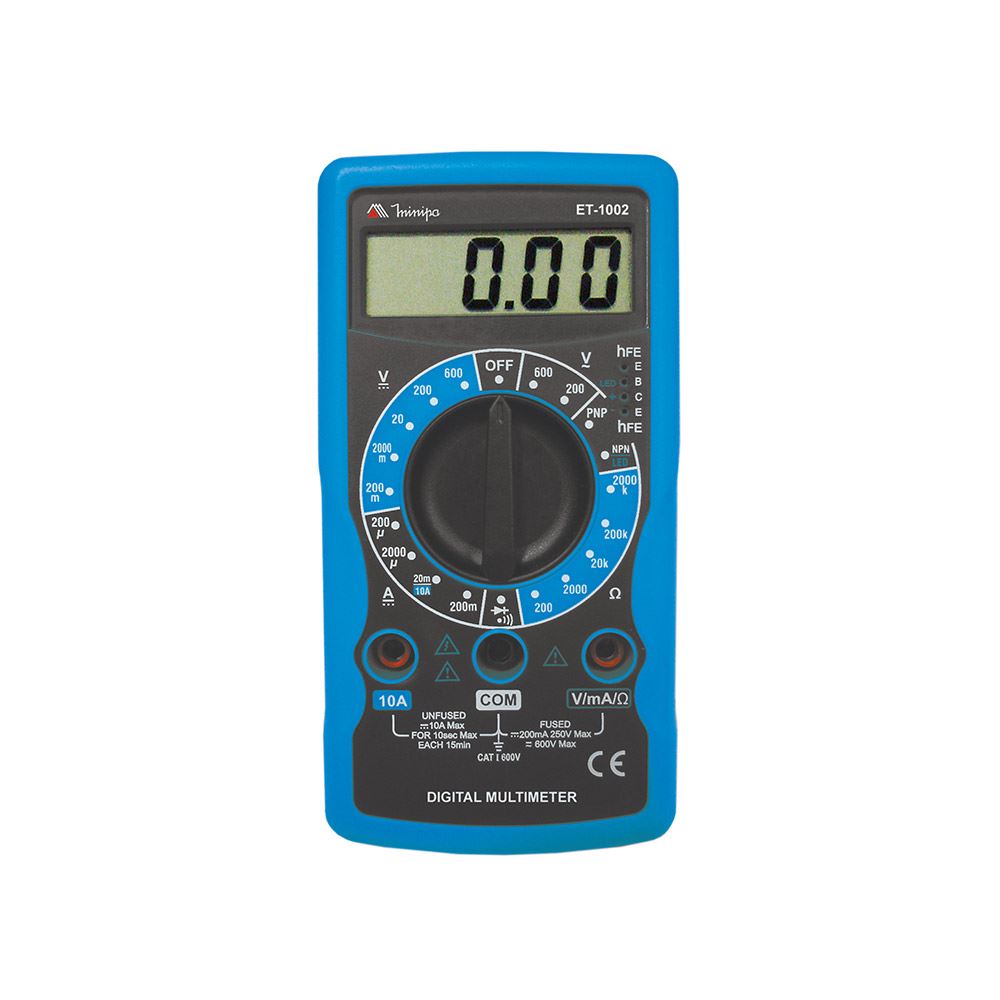 minipa ET-1002
0.00
OFF
V
600
200
V
600
200
20
2000
m
200
m
200
µ
2000
µ
20m
10A
A
200m
hFE
E
B
C
E
hFE
LED
+
-
PNP
NPN
LED
2000
k
200k
20k
2000
200
Ω
10A COM V/mA/Ω
UNFUSED
⎓10A Max
FOR 10sec Max
EACH 15min
FUSED
⎓200mA 250V Max
≂ 600V Max
CAT I 600V
CE
DIGITAL MULTIMETER